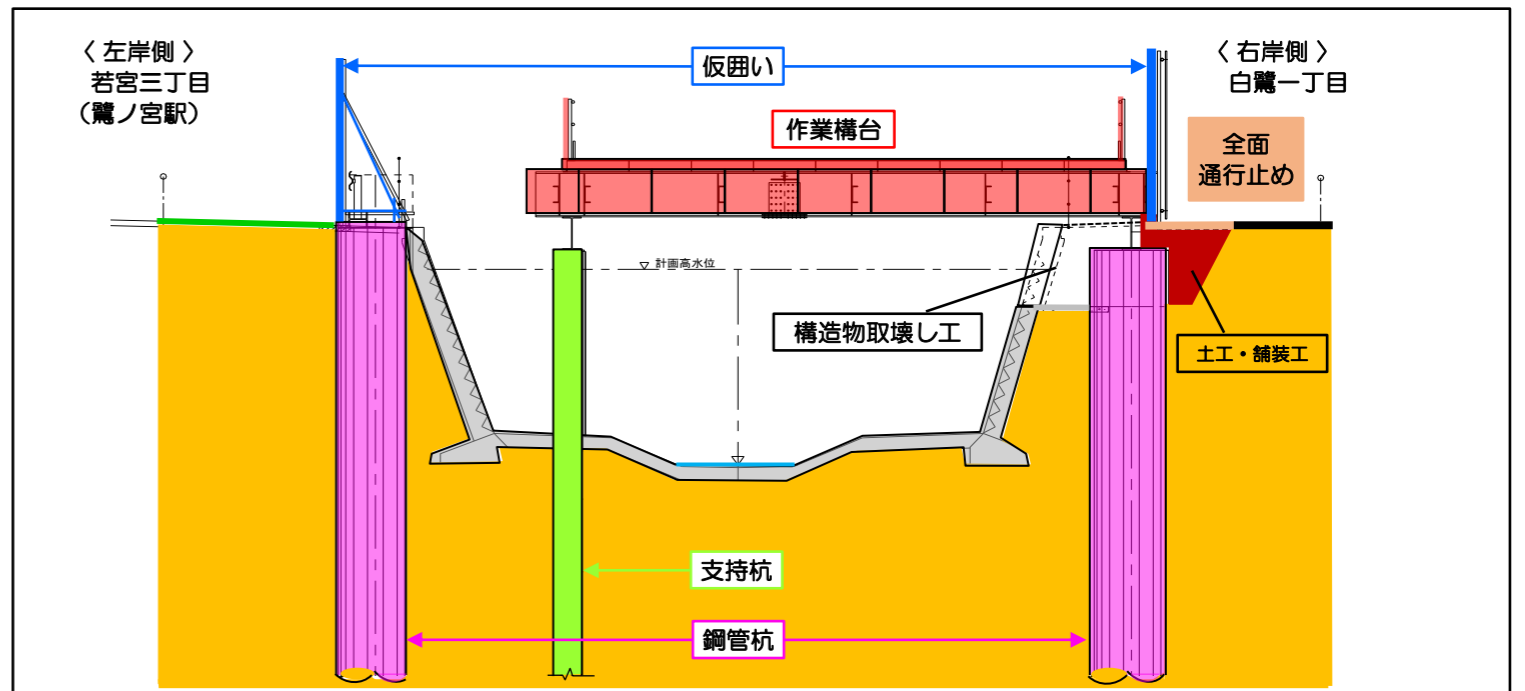 〈 左岸側 〉
若宮三丁目
（鷺ノ宮駅）
仮囲い
〈 右岸側 〉
白鷺一丁目
作業構台
全面
通行止め
計画高水位
構造物取壊し工
土工・舗装工
支持杭
鋼管杭